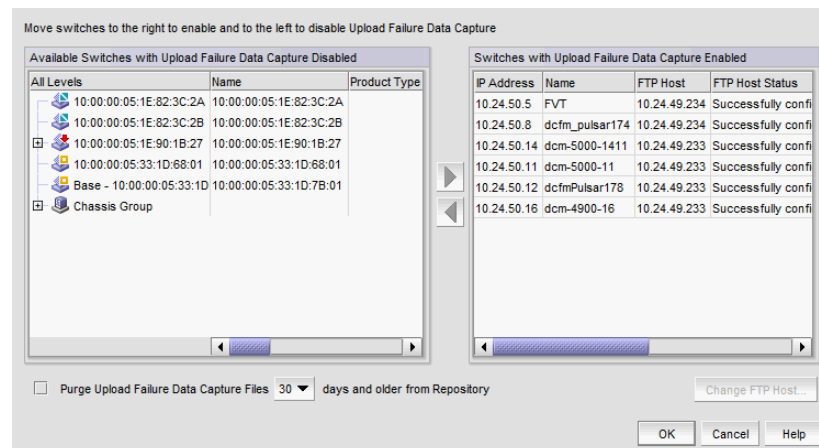 Move switches to the right to enable and to the left to disable Upload Failure Data Capture
Available Switches with Upload Failure Data Capture Disabled
All Levels Name Product Type
10:00:00:05:1E:82:3C:2A 10:00:00:05:1E:82:3C:2A
10:00:00:05:1E:82:3C:2B 10:00:00:05:1E:82:3C:2B
10:00:00:05:1E:90:1B:27 10:00:00:05:1E:90:1B:27
10:00:00:05:33:1D:68:01 10:00:00:05:33:1D:68:01
Base - 10:00:00:05:33:1D 10:00:00:05:33:1D:7B:01
Chassis Group
Switches with Upload Failure Data Capture Enabled
IP Address Name FTP Host FTP Host Status
10.24.50.5 FVT 10.24.49.234 Successfully confi
10.24.50.8 dcfm_pulsar174 10.24.49.234 Successfully confi
10.24.50.14 dcm-5000-1411 10.24.49.233 Successfully confi
10.24.50.11 dcm-5000-11 10.24.49.233 Successfully confi
10.24.50.12 dcfmPulsar178 10.24.49.233 Successfully confi
10.24.50.16 dcm-4900-16 10.24.49.233 Successfully confi
Purge Upload Failure Data Capture Files 30 days and older from Repository
Change FTP Host...
OK Cancel Help